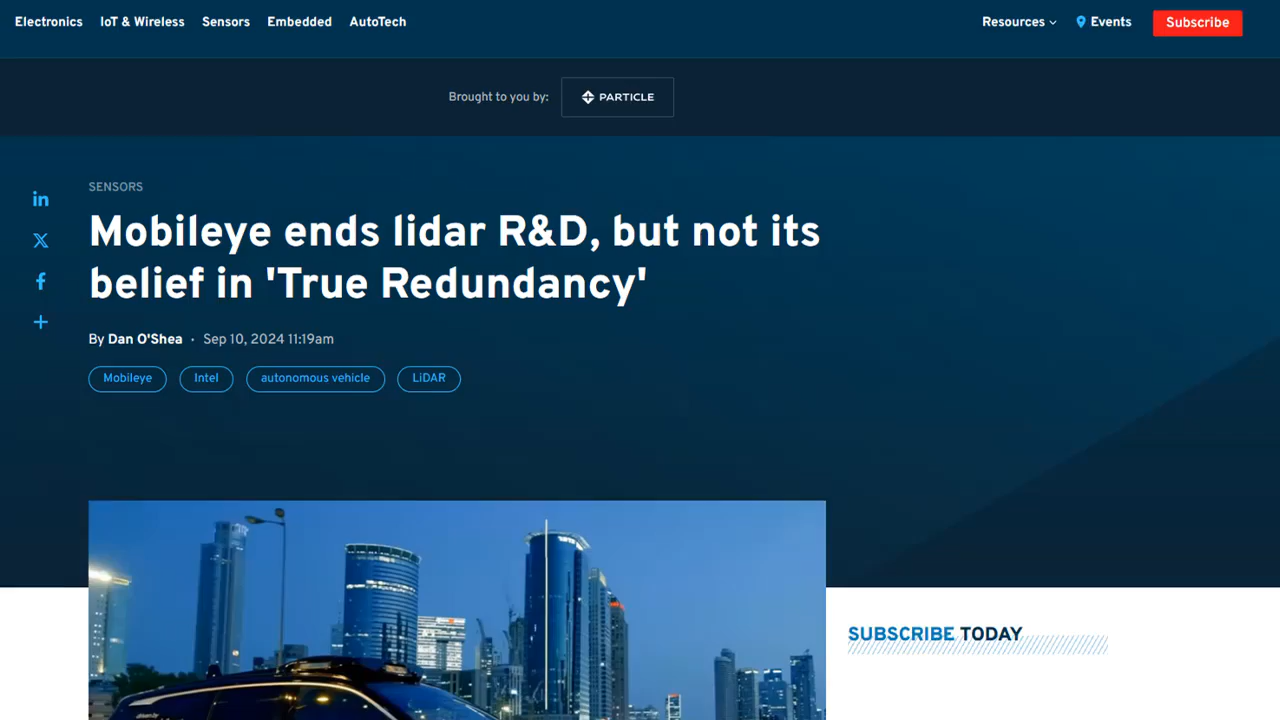 Electronics IoT & Wireless Sensors Embedded AutoTech Resources Events Subscribe
Brought to you by: PARTICLE
SENSORS
Mobileye ends lidar R&D, but not its
belief in 'True Redundancy'
By Dan O'Shea · Sep 10, 2024 11:19am
Mobileye Intel autonomous vehicle LiDAR
SUBSCRIBE TODAY